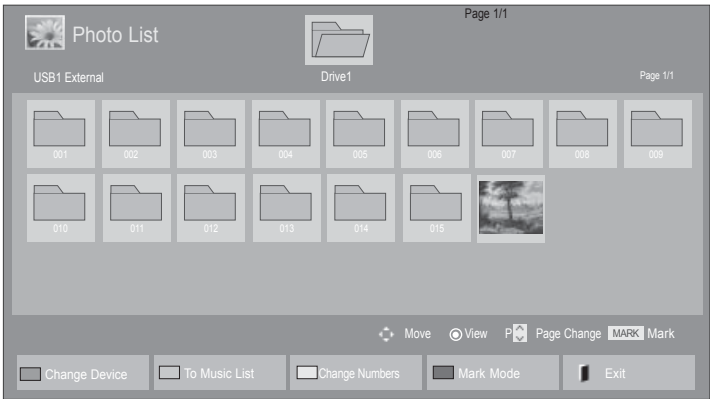 Page 1/1
Photo List
USB1 External
Drive1
Page 1/1
001 002 003 004 005 006 007 008 009
010 011 012 013 014 015
Move View P Page Change MARK Mark
Change Device To Music List Change Numbers Mark Mode Exit